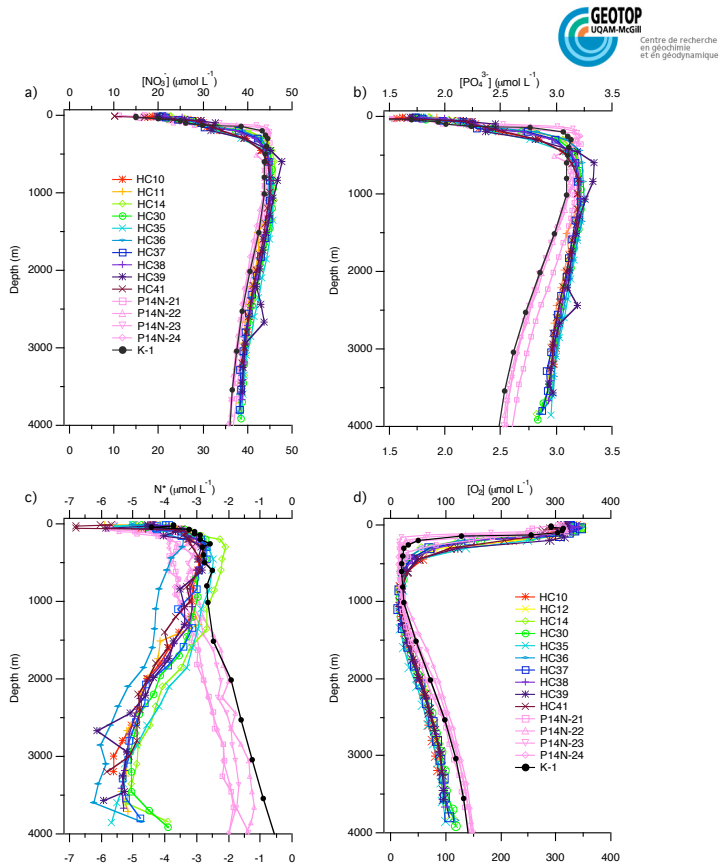 GEOTOP
UQAM-McGill
Centre de recherche
en géochimie
et en géodynamique
a)
[NO₃⁻] (μmol L⁻¹)
0 10 20 30 40 50
0
1000
2000
3000
4000
Depth (m)
HC10
HC11
HC14
HC30
HC35
HC36
HC37
HC38
HC39
HC41
P14N-21
P14N-22
P14N-23
P14N-24
K-1
0 10 20 30 40 50
b)
[PO₄³⁻] (μmol L⁻¹)
1.5 2.0 2.5 3.0 3.5
0
1000
2000
3000
4000
Depth (m)
1.5 2.0 2.5 3.0 3.5
c)
N* (μmol L⁻¹)
-7 -6 -5 -4 -3 -2 -1 0
0
1000
2000
3000
4000
Depth (m)
-7 -6 -5 -4 -3 -2 -1 0
d)
[O₂] (μmol L⁻¹)
0 100 200 300 400
0
1000
2000
3000
4000
Depth (m)
HC10
HC12
HC14
HC30
HC35
HC36
HC37
HC38
HC39
HC41
P14N-21
P14N-22
P14N-23
P14N-24
K-1
0 100 200 300 400